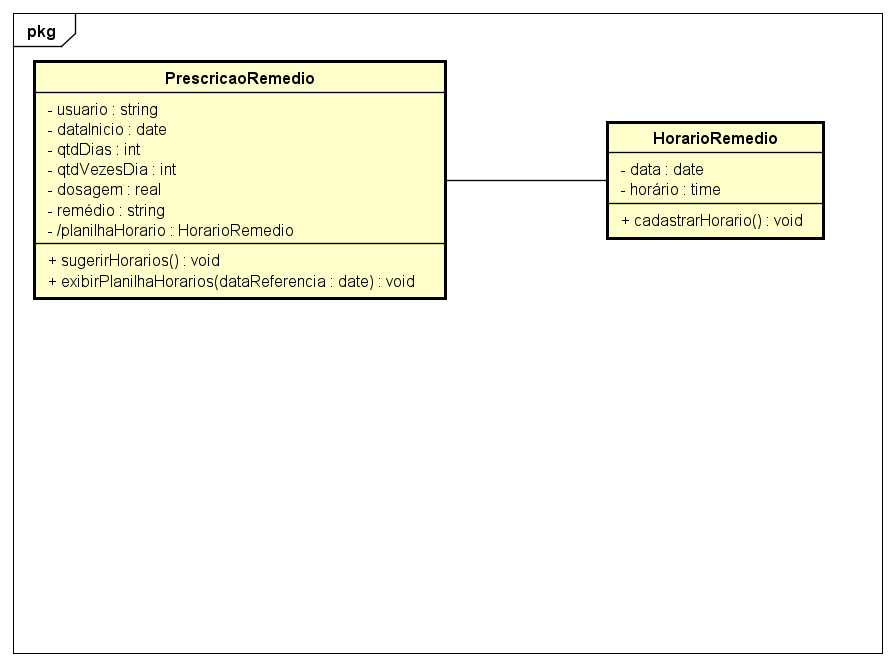 pkg
PrescricaoRemedio
- usuario : string
- dataInicio : date
- qtdDias : int
- qtdVezesDia : int
- dosagem : real
- remédio : string
- /planilhaHorario : HorarioRemedio
+ sugerirHorarios() : void
+ exibirPlanilhaHorarios(dataReferencia : date) : void
HorarioRemedio
- data : date
- horário : time
+ cadastrarHorario() : void